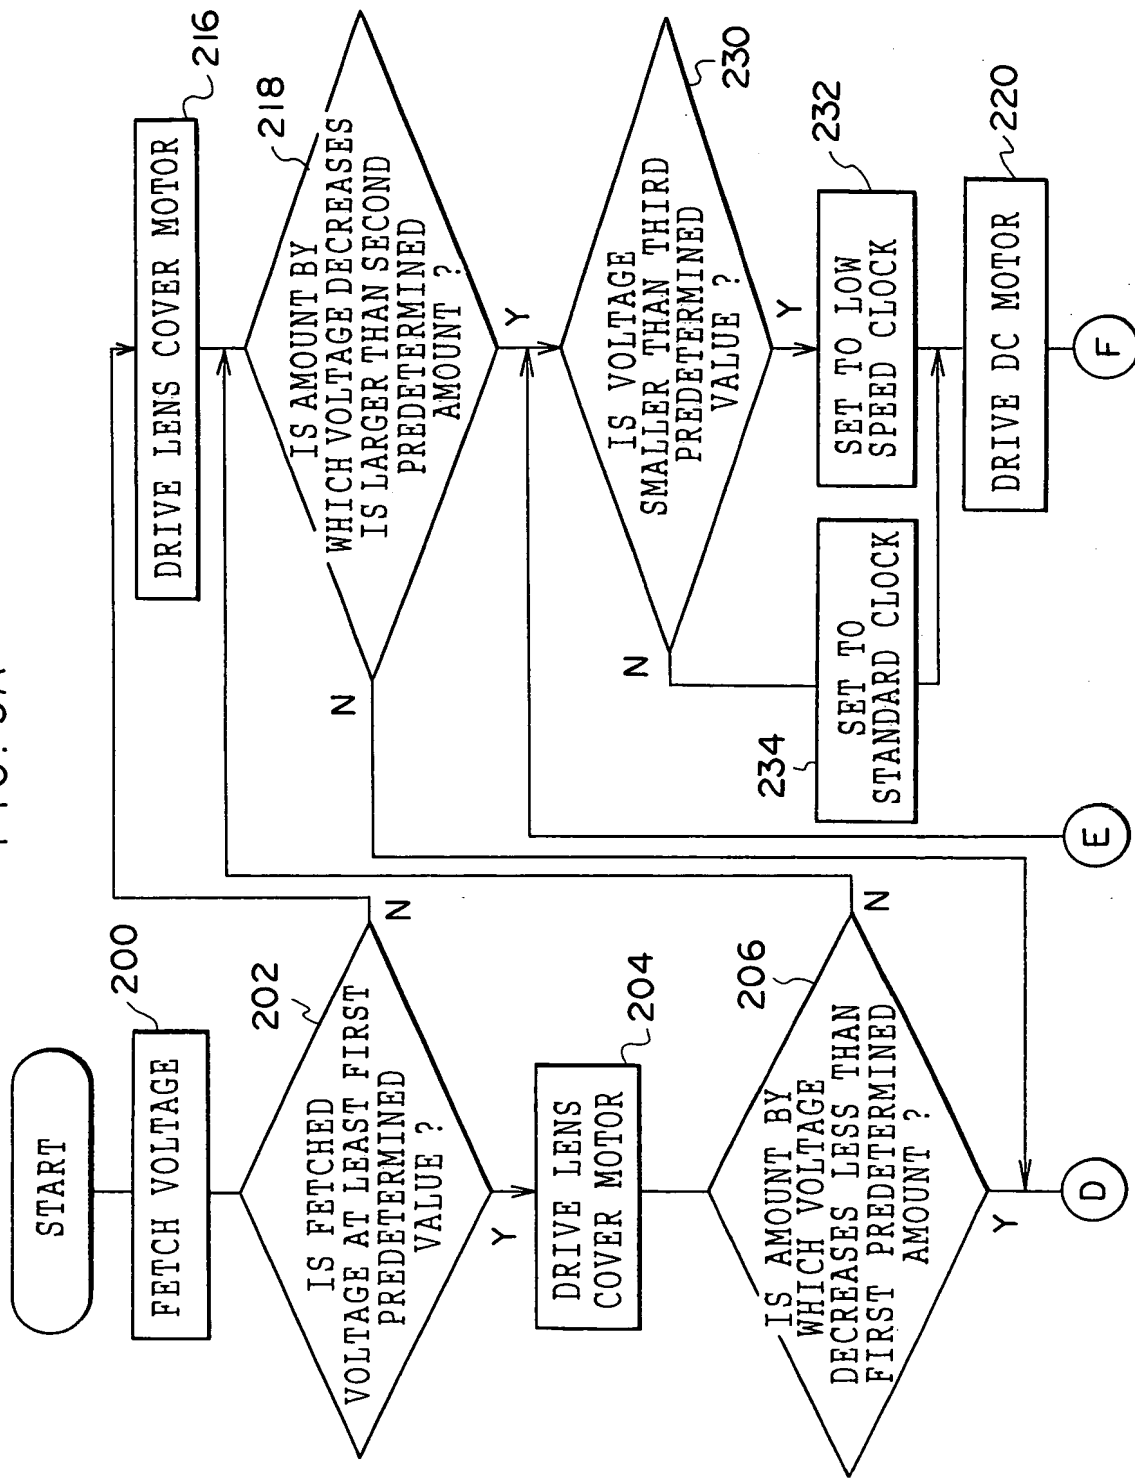 START
FETCH VOLTAGE
200
IS FETCHED
VOLTAGE AT LEAST FIRST
PREDETERMINED
VALUE ?
202
N
Y
DRIVE LENS
COVER MOTOR
204
IS AMOUNT BY
WHICH VOLTAGE
DECREASES LESS THAN
FIRST PREDETERMINED
AMOUNT ?
206
N
Y
D
DRIVE LENS COVER MOTOR
216
IS AMOUNT BY
WHICH VOLTAGE DECREASES
IS LARGER THAN SECOND
PREDETERMINED
AMOUNT ?
218
N
Y
IS VOLTAGE
SMALLER THAN THIRD
PREDETERMINED
VALUE ?
230
N
Y
SET TO
STANDARD CLOCK
234
SET TO LOW
SPEED CLOCK
232
DRIVE DC MOTOR
220
E
F